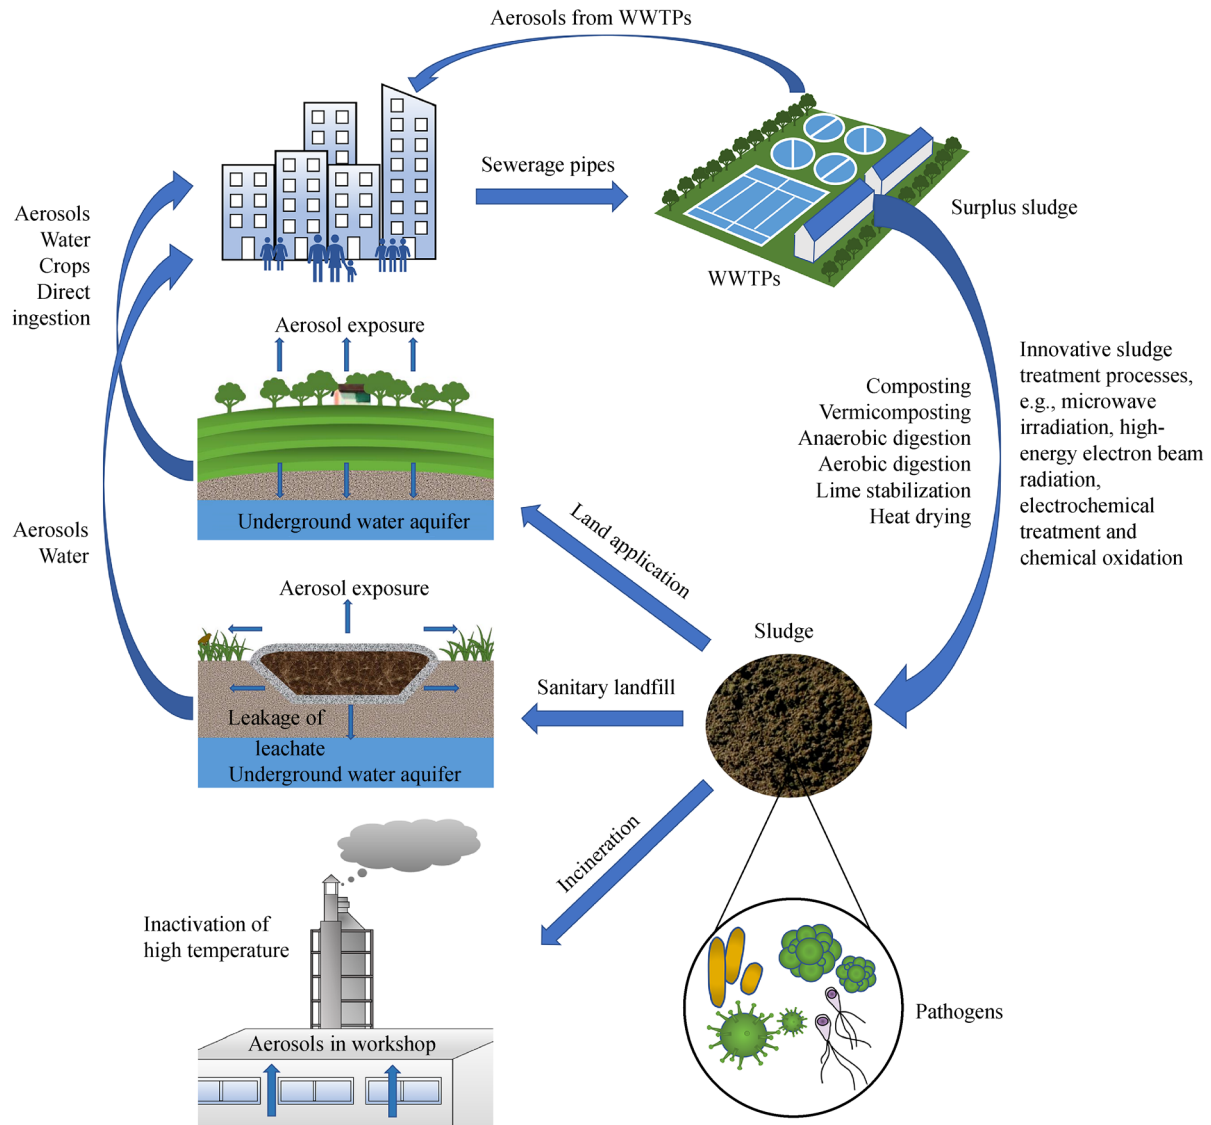 Aerosols from WWTPs
Sewerage pipes
Surplus sludge
WWTPs
Aerosols
Water
Crops
Direct
ingestion
Aerosol exposure
Underground water aquifer
Composting
Vermicomposting
Anaerobic digestion
Aerobic digestion
Lime stabilization
Heat drying
Innovative sludge
treatment processes,
e.g., microwave
irradiation, high-
energy electron beam
radiation,
electrochemical
treatment and
chemical oxidation
Aerosols
Water
Land application
Aerosol exposure
Leakage of
leachate
Underground water aquifer
Sanitary landfill
Sludge
Incineration
Inactivation of
high temperature
Aerosols in workshop
Pathogens